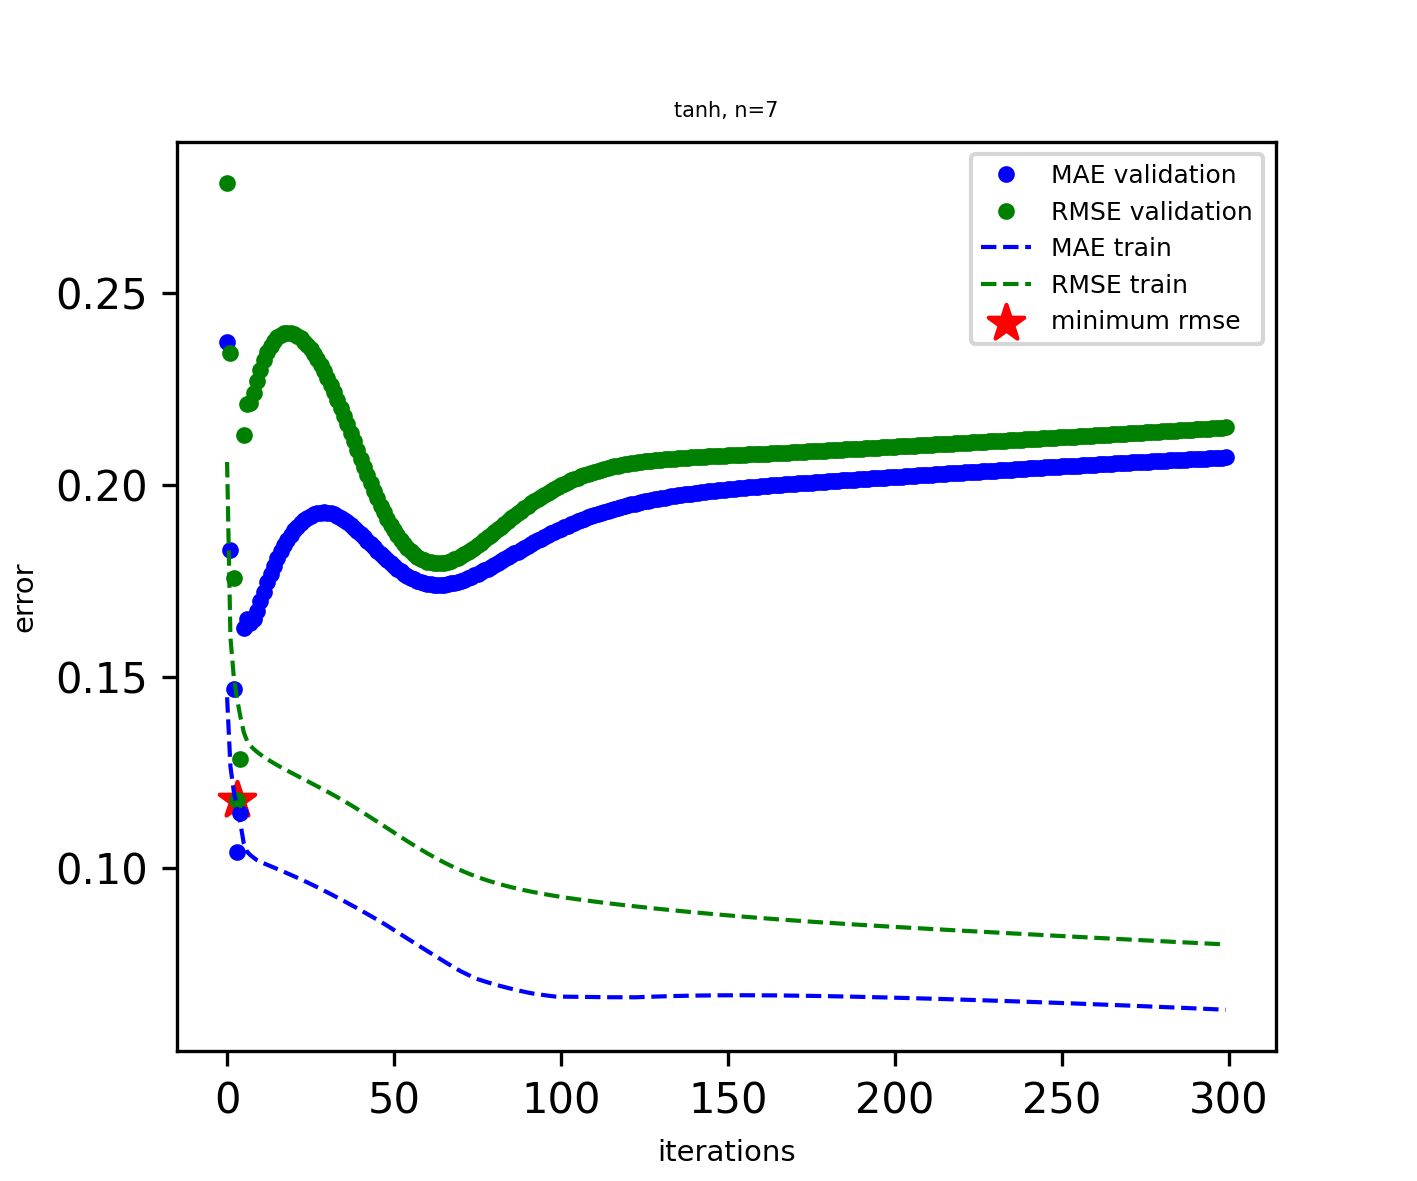 tanh, n=7
MAE validation
RMSE validation
MAE train
RMSE train
minimum rmse
error
0.25
0.20
0.15
0.10
0 50 100 150 200 250 300
iterations